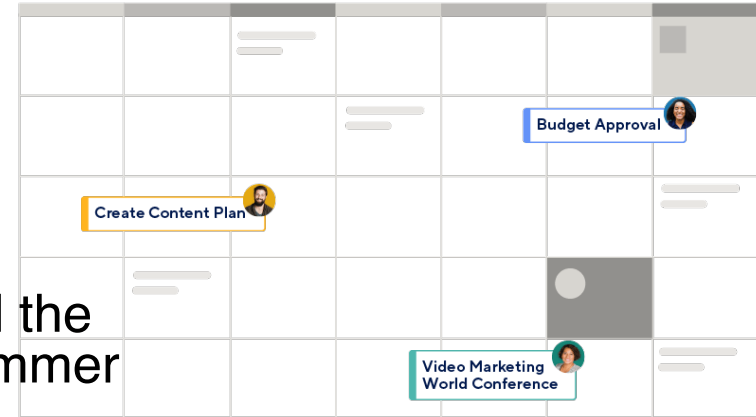 Budget Approval
Create Content Plan
the
mmer
Video Marketing
World Conference